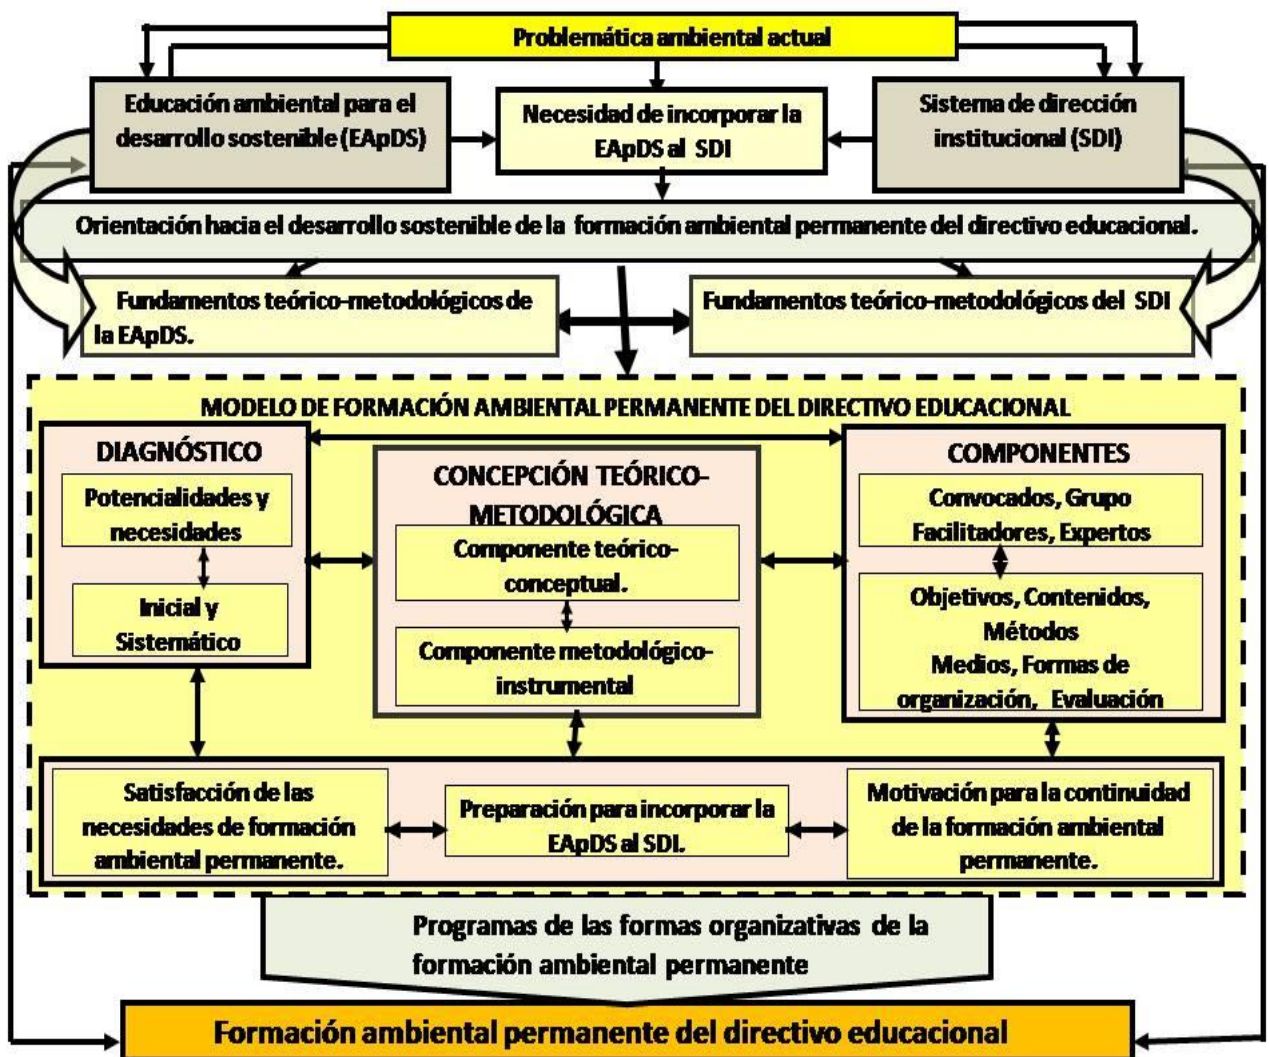 Problemática ambiental actual
Educación ambiental para el
desarrollo sostenible (EApDS)
Necesidad de incorporar la
EApDS al SDI
Sistema de dirección
institucional (SDI)
Orientación hacia el desarrollo sostenible de la formación ambiental permanente del directivo educacional.
Fundamentos teórico-metodológicos de
la EApDS.
Fundamentos teórico-metodológicos del SDI
MODELO DE FORMACIÓN AMBIENTAL PERMANENTE DEL DIRECTIVO EDUCACIONAL
DIAGNÓSTICO
Potencialidades y
necesidades
Inicial y
Sistemático
CONCEPCIÓN TEÓRICO-
METODOLÓGICA
Componente teórico-
conceptual.
Componente metodológico-
instrumental
COMPONENTES
Convocados, Grupo
Facilitadores, Expertos
Objetivos, Contenidos,
Métodos
Medios, Formas de
organización, Evaluación
Satisfacción de las
necesidades de formación
ambiental permanente.
Preparación para incorporar la
EApDS al SDI.
Motivación para la continuidad
de la formación ambiental
permanente.
Programas de las formas organizativas de la
formación ambiental permanente
Formación ambiental permanente del directivo educacional